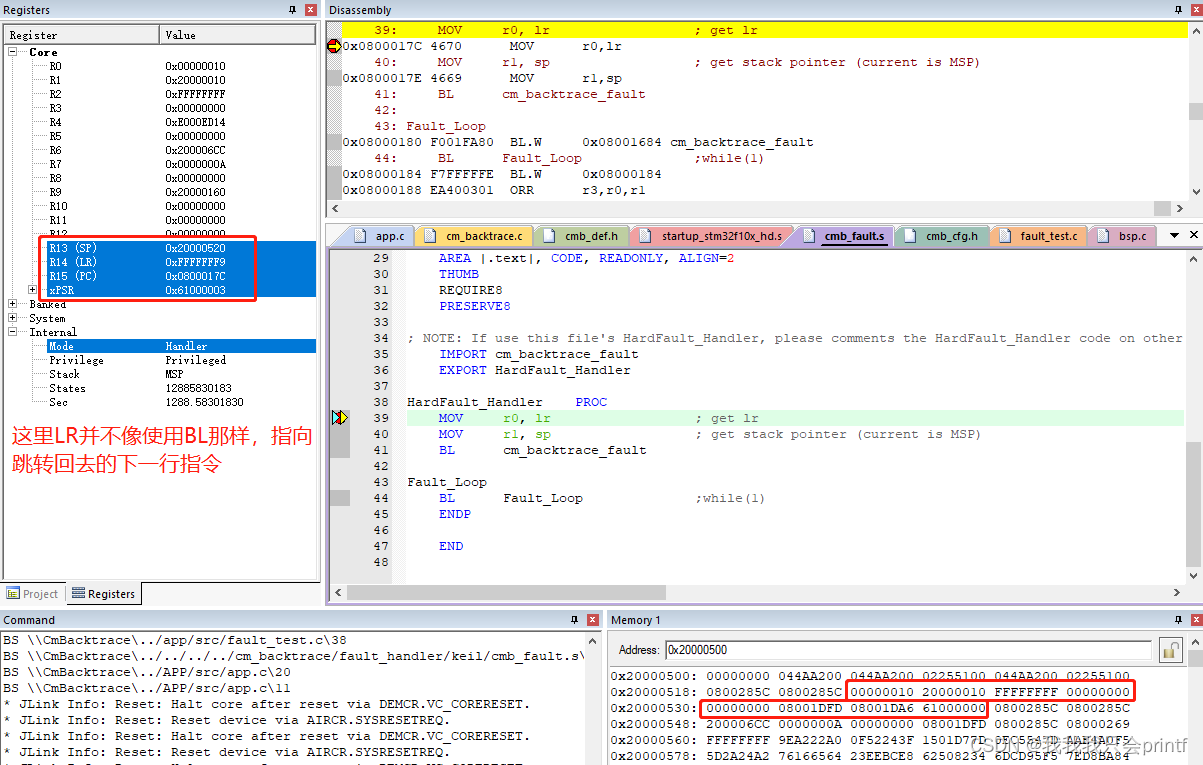 Registers
Register Value
Core
R0 0x00000010
R1 0x20000010
R2 0xFFFFFFFF
R3 0x00000000
R4 0xE000ED14
R5 0x00000000
R6 0x200006CC
R7 0x0000000A
R8 0x00000000
R9 0x20000160
R10 0x00000000
R11 0x00000000
R12 0x00000000
R13 (SP) 0x20000520
R14 (LR) 0xFFFFFFF9
R15 (PC) 0x0800017C
xPSR 0x61000003
Banked
System
Internal
Mode Handler
Privilege Privileged
Stack MSP
States 12885830183
Sec 1288.58301830
这里LR并不像使用BL那样，指向
跳转回去的下一行指令
Project Registers
Disassembly
39: MOV r0, lr ; get lr
0x0800017C 4670 MOV r0,lr
40: MOV r1, sp ; get stack pointer (current is MSP)
0x0800017E 4669 MOV r1,sp
41: BL cm_backtrace_fault
42:
43: Fault_Loop
0x08000180 F001FA80 BL.W 0x08001684 cm_backtrace_fault
44: BL Fault_Loop ;while(1)
0x08000184 F7FFFFFE BL.W 0x08000184
0x08000188 EA400301 ORR r3,r0,r1
app.c cm_backtrace.c cmb_def.h startup_stm32f10x_hd.s cmb_fault.s cmb_cfg.h fault_test.c bsp.c
29 AREA |.text|, CODE, READONLY, ALIGN=2
30 THUMB
31 REQUIRE8
32 PRESERVE8
33
34 ; NOTE: If use this file's HardFault_Handler, please comments the HardFault_Handler code on other
35 IMPORT cm_backtrace_fault
36 EXPORT HardFault_Handler
37
38 HardFault_Handler PROC
39 MOV r0, lr ; get lr
40 MOV r1, sp ; get stack pointer (current is MSP)
41 BL cm_backtrace_fault
42
43 Fault_Loop
44 BL Fault_Loop ;while(1)
45 ENDP
46
47 END
48
Command
BS \\CmBacktrace\../app/src/fault_test.c\38
BS \\CmBacktrace\../../../../cm_backtrace/fault_handler/keil/cmb_fault.s\
BS \\CmBacktrace\../APP/src/app.c\20
BS \\CmBacktrace\../APP/src/app.c\11
* JLink Info: Reset: Halt core after reset via DEMCR.VC_CORERESET.
* JLink Info: Reset: Reset device via AIRCR.SYSRESETREQ.
* JLink Info: Reset: Halt core after reset via DEMCR.VC_CORERESET.
* JLink Info: Reset: Reset device via AIRCR.SYSRESETREQ.
* JLink Info: Reset: Halt core after reset via DEMCR.VC_CORERESET.
Memory 1
Address: 0x20000500
0x20000500: 00000000 044AA200 044AA200 02255100 044AA200 02255100
0x20000518: 0800285C 0800285C 00000010 20000010 FFFFFFFF 00000000
0x20000530: 00000000 08001DFD 08001DA6 61000000 0800285C 0800285C
0x20000548: 200006CC 0000000A 00000000 08001DFD 0800285C 08000269
0x20000560: FFFFFFFF 9EA222A0 0F52243F 1501D77D
0x20000578: 5D2A24A2 76166564 23EEBCE8 62508234 6DCD95F5 7ED8BA84
CSDN @我我我只会printf